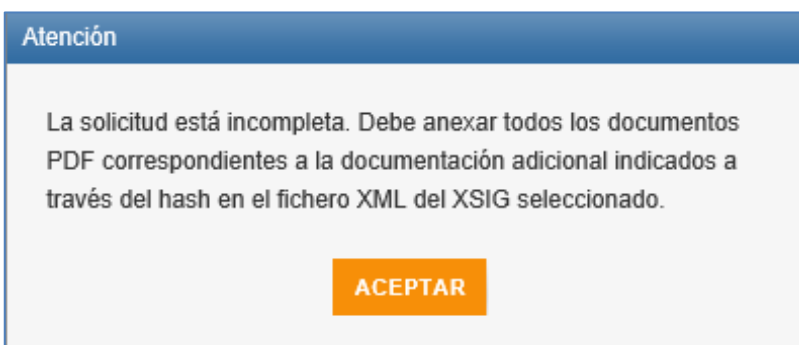 Atención
La solicitud está incompleta. Debe anexar todos los documentos
PDF correspondientes a la documentación adicional indicados a
través del hash en el fichero XML del XSIG seleccionado.
ACEPTAR